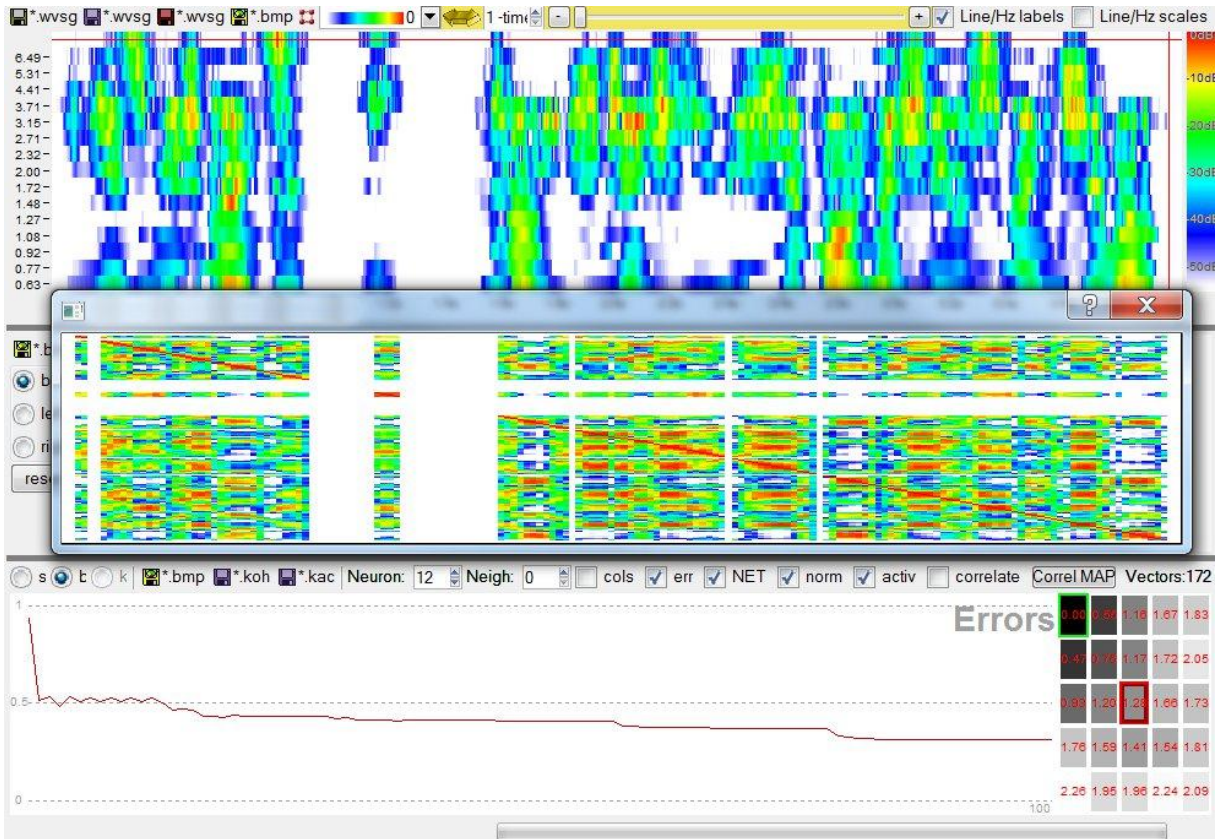 *.wvsg *.wvsg *.wvsg *.bmp 0 1 -time - + Line/Hz labels Line/Hz scales
0dB
6.49
5.31
-10dB
4.41
3.71
3.15
-20dB
2.71
2.32
2.00
-30dB
1.72
1.48
1.27
-40dB
1.08
0.92
0.77
-50dB
0.63
? X
*.b
b
le
ri
rese
s b k *.bmp *.koh *.kac Neuron: 12 Neigh: 0 cols err NET norm activ correlate Correl MAP Vectors:172
1
Errors
0.00 1.16 1.67 1.83
0.47 0.76 1.17 1.72 2.05
0.5
0.93 1.20 1.28 1.66 1.73
1.76 1.59 1.41 1.54 1.81
2.26 1.95 1.96 2.24 2.09
0
100